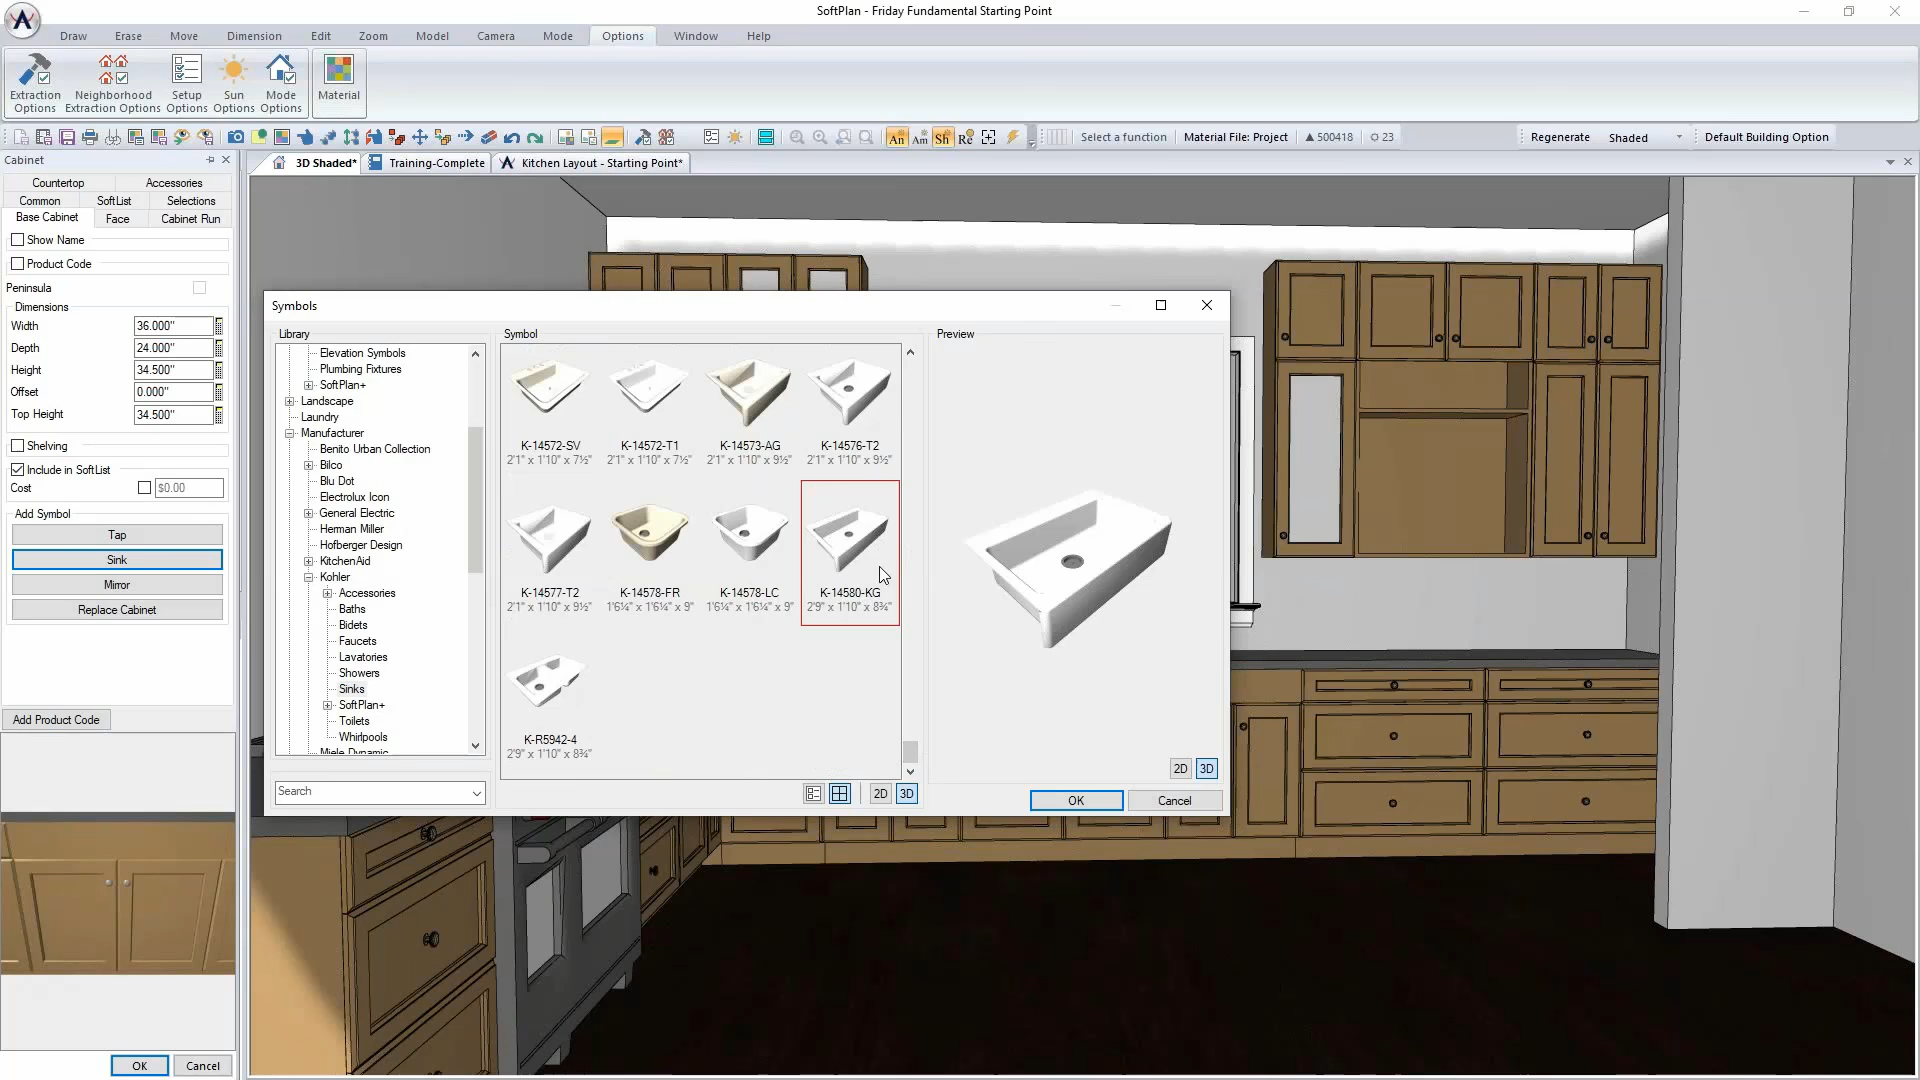 SoftPlan - Friday Fundamental Starting Point
Draw Erase Move Dimension Edit Zoom Model Camera Mode Options Window Help
Extraction Options
Neighborhood Extraction Options
Setup Options
Sun Options
Mode Options
Material
An Am Sh Re
Select a function
Material File: Project
500418
23
Regenerate
Shaded
Default Building Option
Cabinet
3D Shaded*
Training-Complete
Kitchen Layout - Starting Point*
Countertop Accessories
Common SoftList Selections
Base Cabinet Face Cabinet Run
Show Name
Product Code
Peninsula
Dimensions
Width 36.000"
Depth 24.000"
Height 34.500"
Offset 0.000"
Top Height 34.500"
Shelving
Include in SoftList
Cost $0.00
Add Symbol
Tap
Sink
Mirror
Replace Cabinet
Add Product Code
OK Cancel
Symbols
Library
Elevation Symbols
Plumbing Fixtures
SoftPlan+
Landscape
Laundry
Manufacturer
Benito Urban Collection
Bilco
Blu Dot
Electrolux Icon
General Electric
Herman Miller
Hofberger Design
KitchenAid
Kohler
Accessories
Baths
Bidets
Faucets
Lavatories
Showers
Sinks
SoftPlan+
Toilets
Whirlpools
Miele Dynamic
Search
Symbol
K-14572-SV K-14572-T1 K-14573-AG K-14576-T2
2'1" x 1'10" x 7½" 2'1" x 1'10" x 7½" 2'1" x 1'10" x 9½" 2'1" x 1'10" x 9½"
K-14577-T2 K-14578-FR K-14578-LC K-14580-KG
2'1" x 1'10" x 9½" 1'6¼" x 1'6¼" x 9" 1'6¼" x 1'6¼" x 9" 2'9" x 1'10" x 8¾"
K-R5942-4
2'9" x 1'10" x 8¾"
2D 3D
Preview
2D 3D
OK Cancel